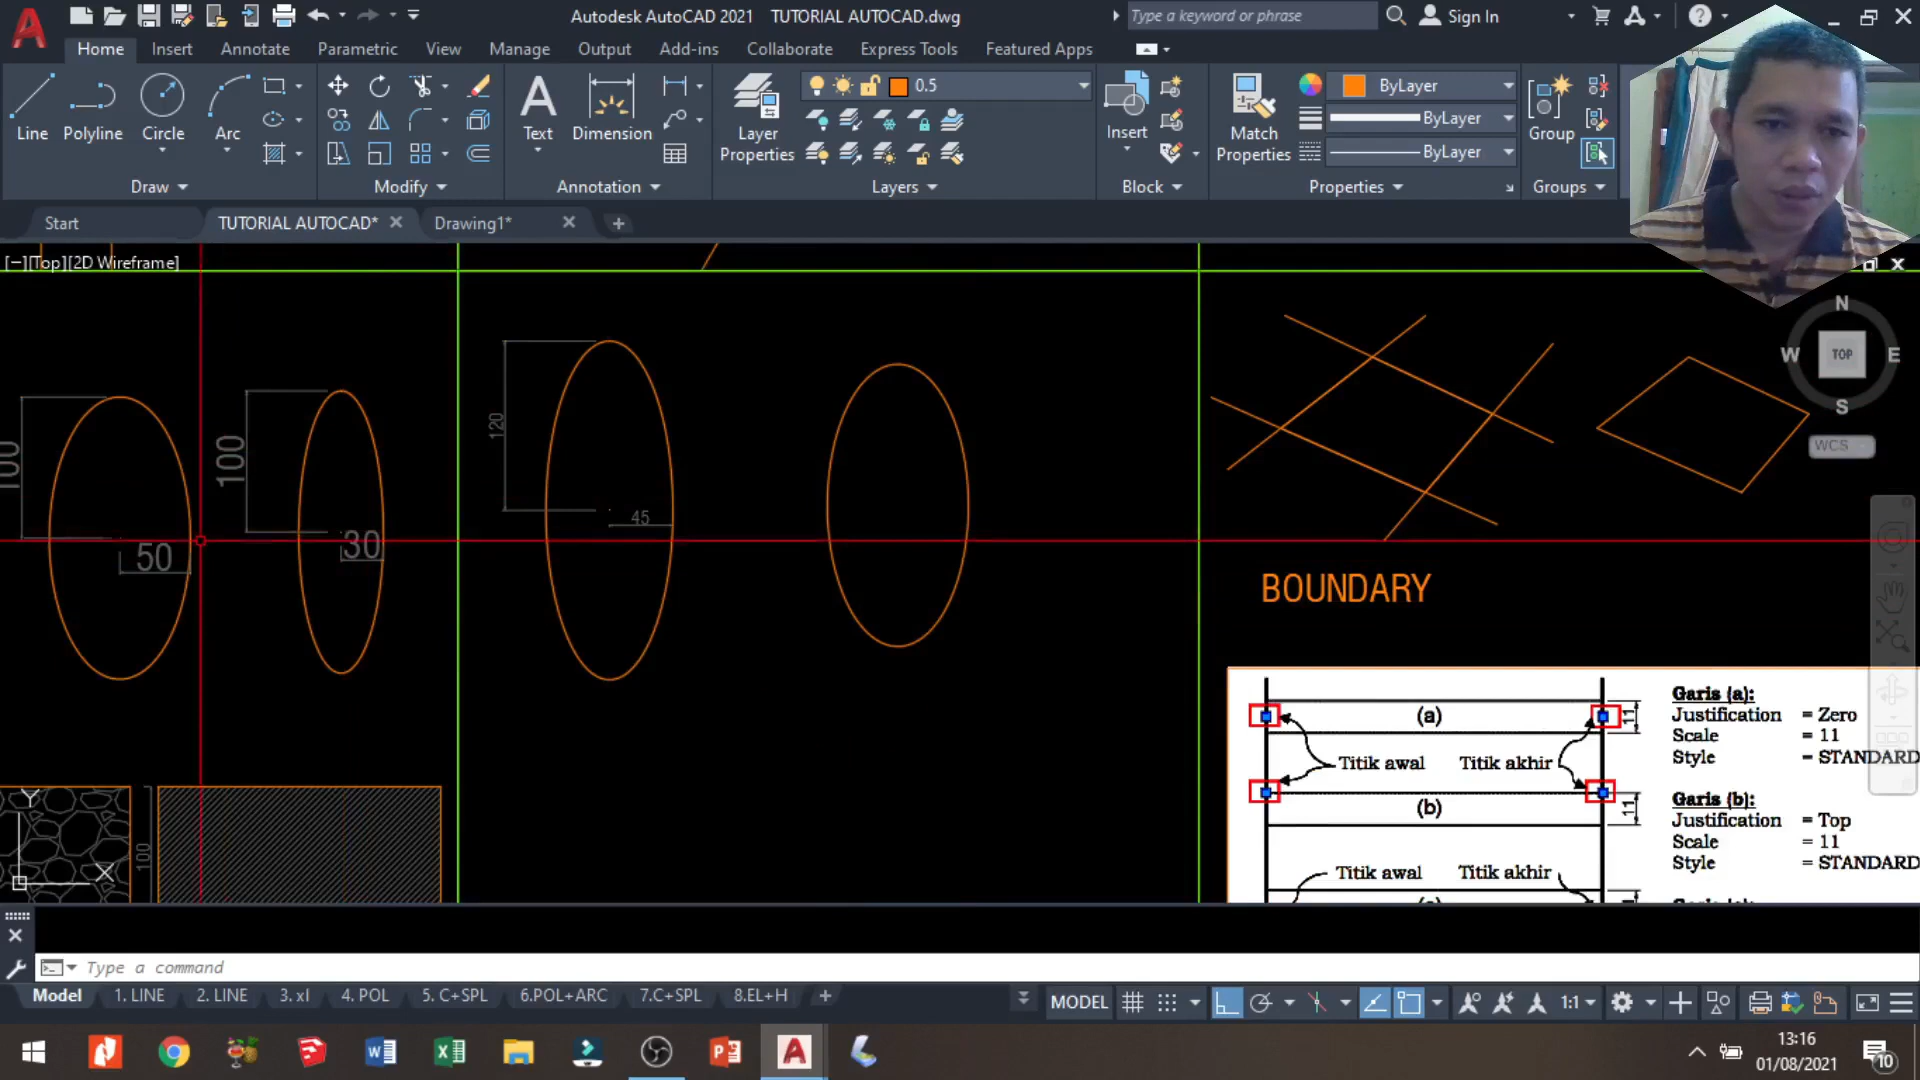 Autodesk AutoCAD 2021 TUTORIAL AUTOCAD.dwg
Type a keyword or phrase
Sign In
Home Insert Annotate Parametric View Manage Output Add-ins Collaborate Express Tools Featured Apps
0.5
ByLayer
ByLayer
ByLayer
Line Polyline Circle Arc
Text Dimension
Layer
Properties
Insert
Match
Properties
Group
Draw Modify Annotation Layers Block Properties Groups
Start TUTORIAL AUTOCAD* Drawing1*
[−][Top][2D Wireframe]
N
W TOP E
S
WCS
100
50
100
30
120
45
BOUNDARY
Y
X
100
(a)
11
Titik awal Titik akhir
(b)
11
Titik awal Titik akhir
Garis (a):
Justification = Zero
Scale = 11
Style = STANDARD
Garis (b):
Justification = Top
Scale = 11
Style = STANDARD
Type a command
Model 1. LINE 2. LINE 3. xl 4. POL 5. C+SPL 6.POL+ARC 7.C+SPL 8.EL+H
MODEL 1:1
13:16
01/08/2021
10